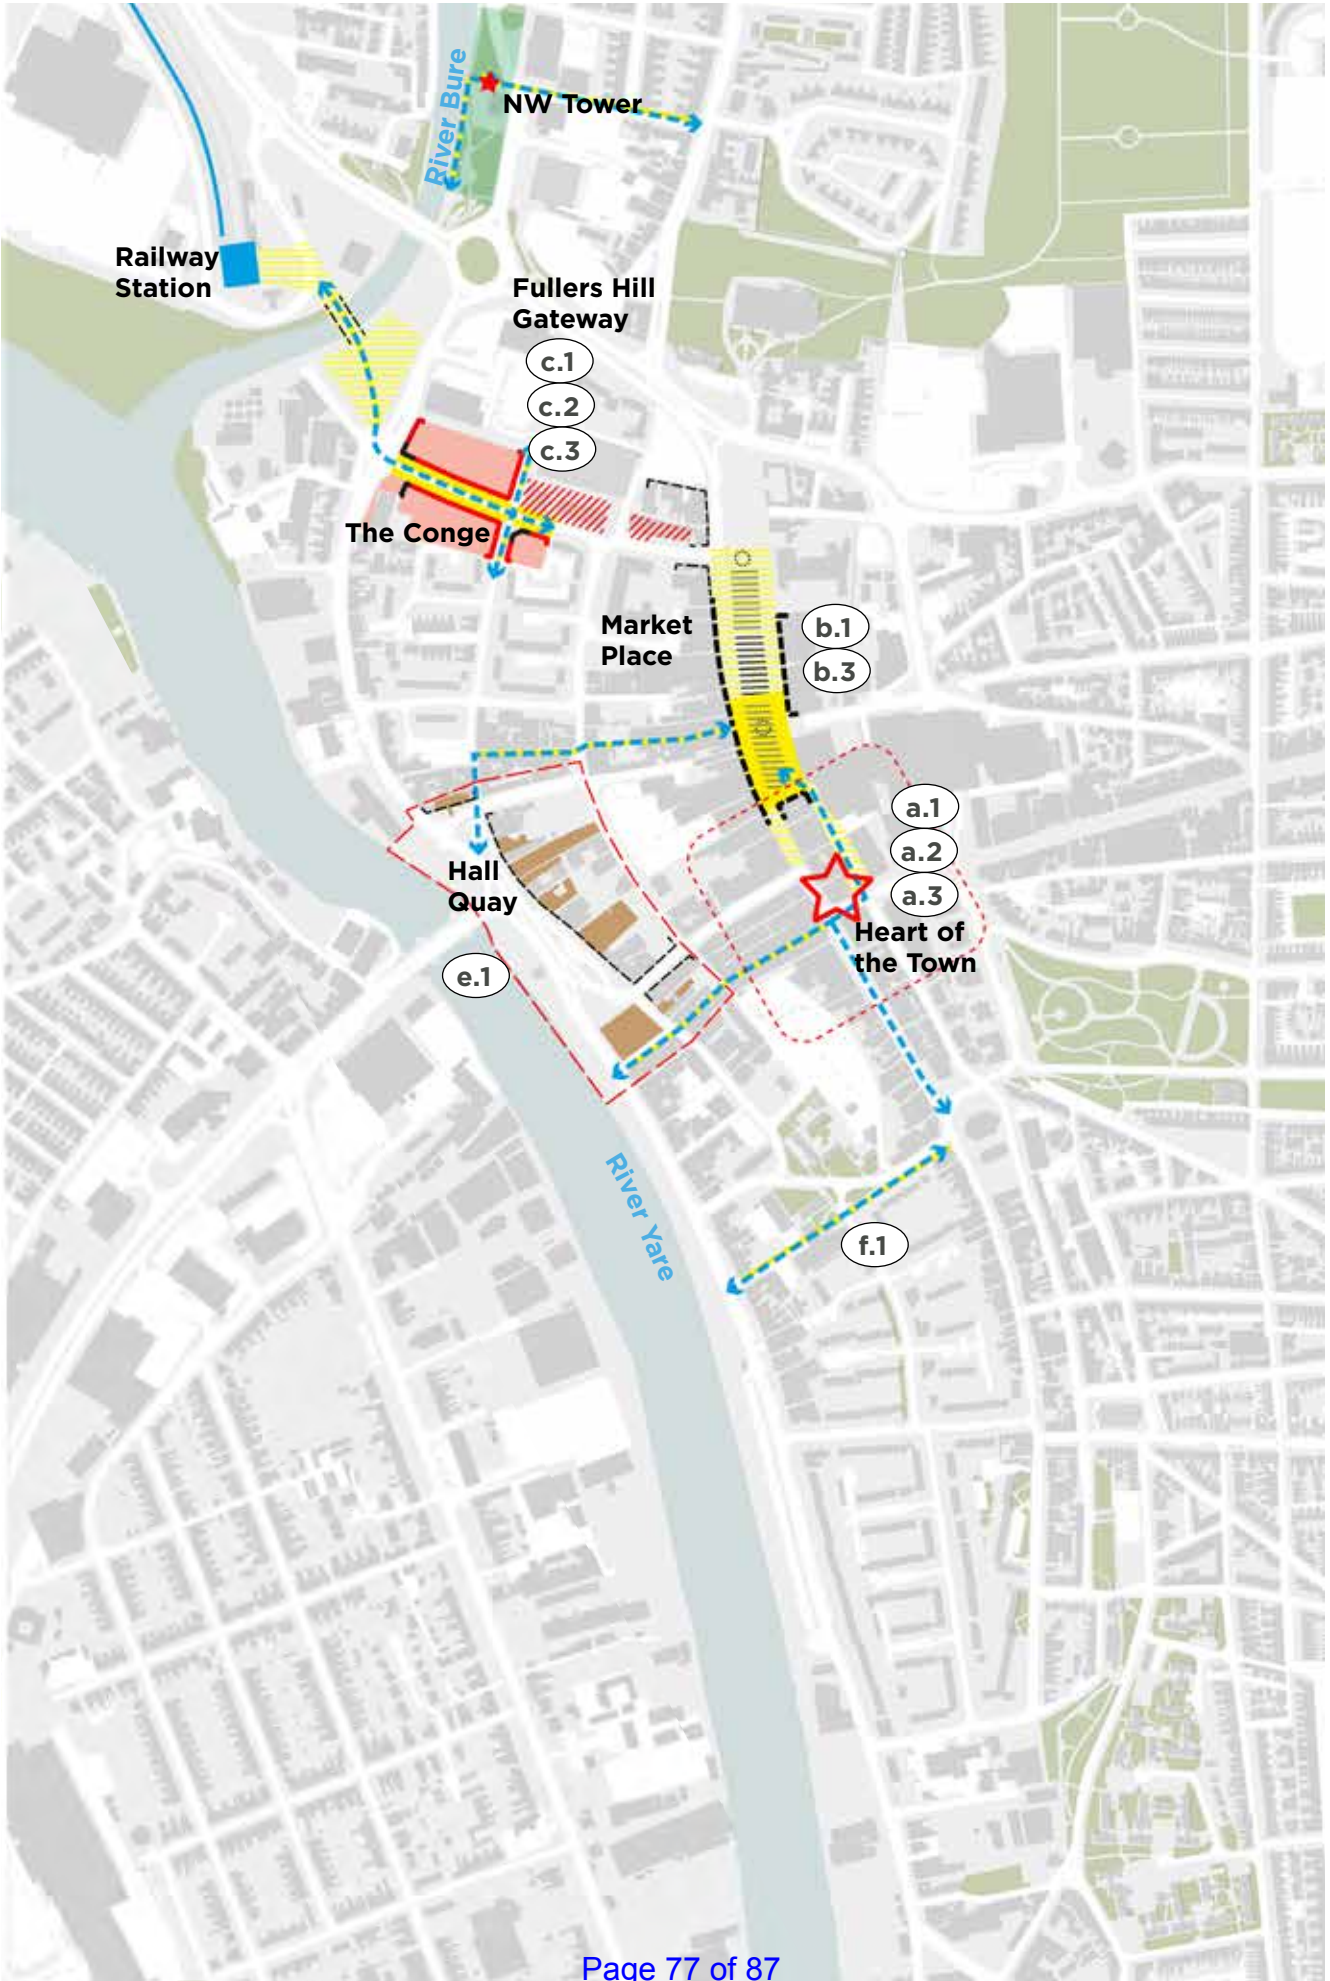 River Bure
NW Tower
Railway
Station
Fullers Hill
Gateway
c.1
c.2
c.3
The Conge
Market
Place
b.1
b.3
a.1
a.2
a.3
Hall
Quay
Heart of
the Town
e.1
River Yare
f.1
Page 77 of 87